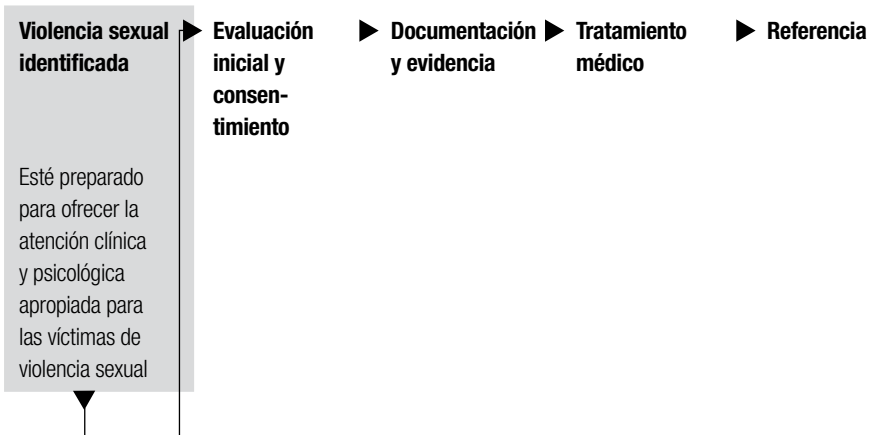 Violencia sexual
identificada
Esté preparado
para ofrecer la
atención clínica
y psicológica
apropiada para
las víctimas de
violencia sexual
Evaluación
inicial y
consen-
timiento
Documentación
y evidencia
Tratamiento
médico
Referencia